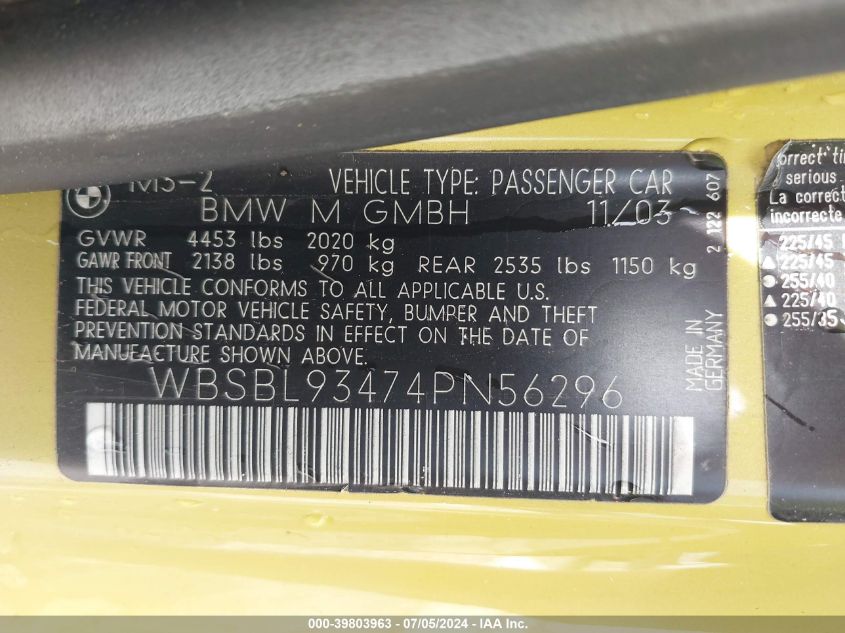 M3-2 VEHICLE TYPE: PASSENGER CAR
BMW M GMBH 11/03
GVWR 4453 lbs 2020 kg
GAWR FRONT 2138 lbs 970 kg REAR 2535 lbs 1150 kg
THIS VEHICLE CONFORMS TO ALL APPLICABLE U.S.
FEDERAL MOTOR VEHICLE SAFETY, BUMPER AND THEFT
PREVENTION STANDARDS IN EFFECT ON THE DATE OF
MANUFACTURE SHOWN ABOVE.
WBSBL93474PN56296
2 122 607
MADE IN
GERMANY
BMW
orrect tir
serious
La correct
incorrecte
225/45
225/45
255/40
225/40
255/35
000-39803963 / 07/05/2024 - IAA Inc.